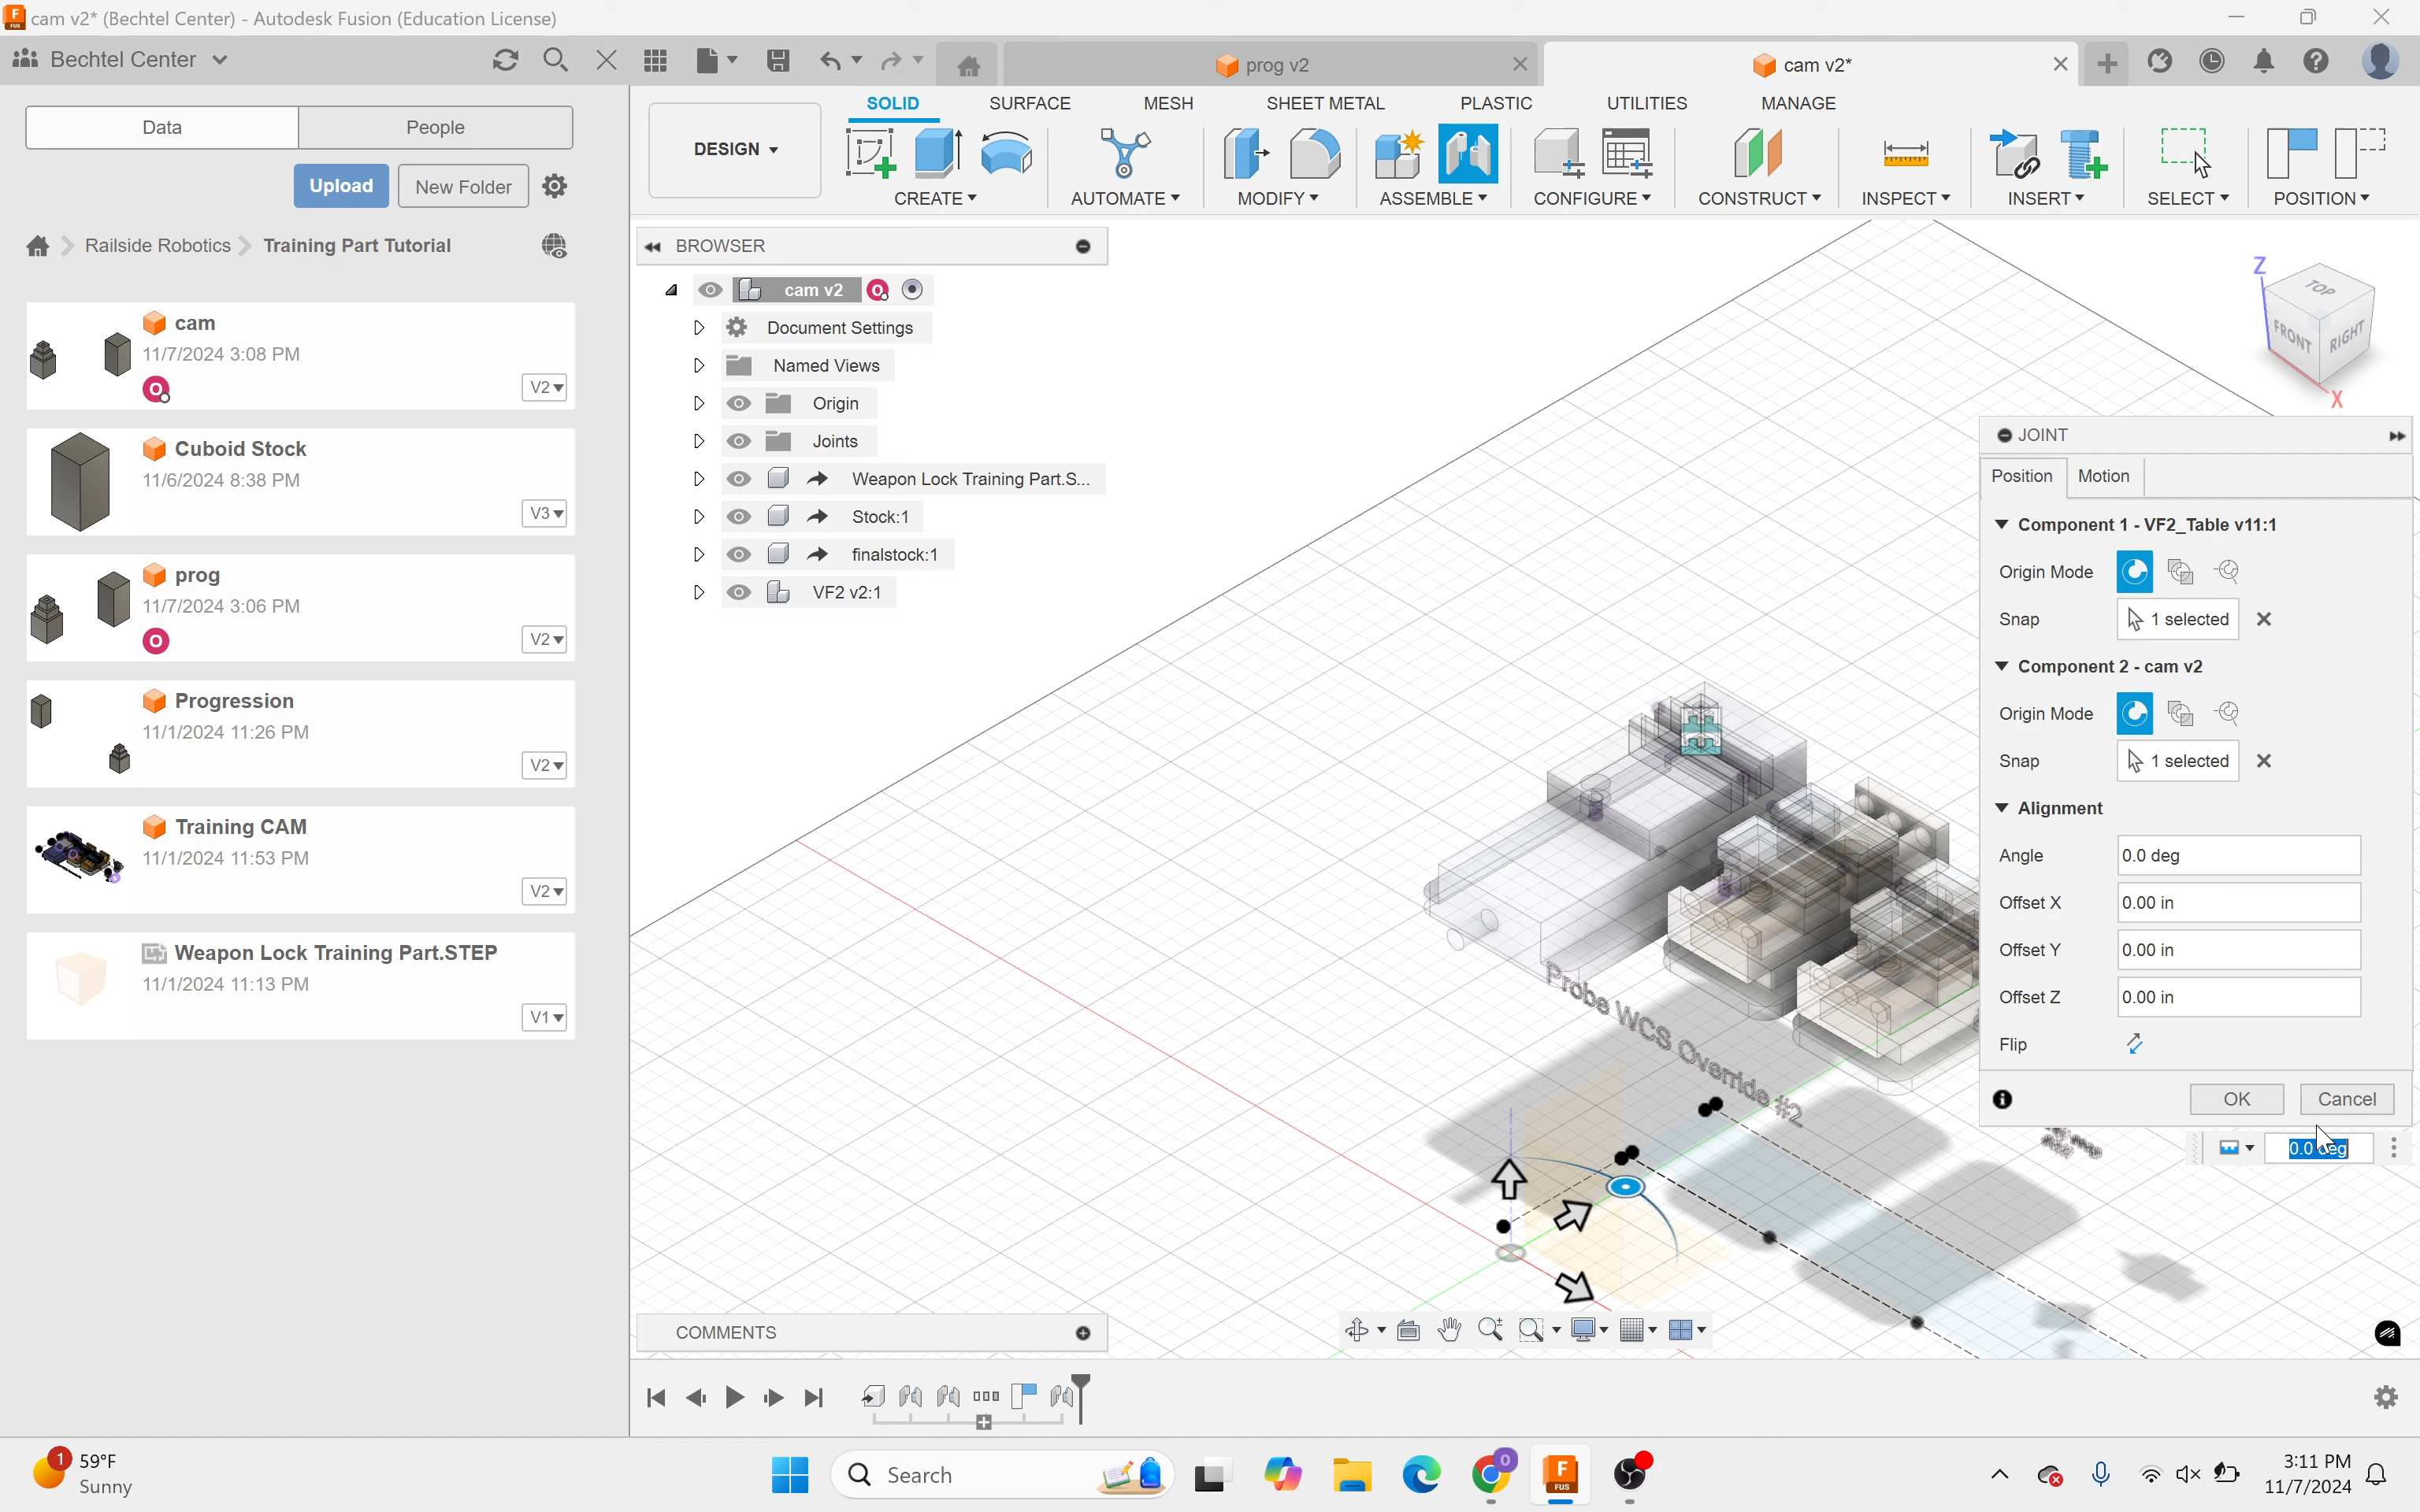 cam v2* (Bechtel Center) - Autodesk Fusion (Education License)
Bechtel Center
prog v2
cam v2*
Data
People
Upload
New Folder
Railside Robotics
Training Part Tutorial
cam
11/7/2024 3:08 PM
V2
Cuboid Stock
11/6/2024 8:38 PM
V3
prog
11/7/2024 3:06 PM
V2
Progression
11/1/2024 11:26 PM
V2
Training CAM
11/1/2024 11:53 PM
V2
Weapon Lock Training Part.STEP
11/1/2024 11:13 PM
V1
DESIGN
SOLID
SURFACE
MESH
SHEET METAL
PLASTIC
UTILITIES
MANAGE
CREATE
AUTOMATE
MODIFY
ASSEMBLE
CONFIGURE
CONSTRUCT
INSPECT
INSERT
SELECT
POSITION
BROWSER
cam v2
Document Settings
Named Views
Origin
Joints
Weapon Lock Training Part.S...
Stock:1
finalstock:1
VF2 v2:1
Z
TOP
FRONT
RIGHT
X
JOINT
Position
Motion
Component 1 - VF2_Table v11:1
Origin Mode
Snap
1 selected
Component 2 - cam v2
Origin Mode
Snap
1 selected
Alignment
Angle
0.0 deg
Offset X
0.00 in
Offset Y
0.00 in
Offset Z
0.00 in
Flip
OK
Cancel
0.0 deg
Probe WCS Override #2
COMMENTS
1
59°F
Sunny
Search
FUS
3:11 PM
11/7/2024